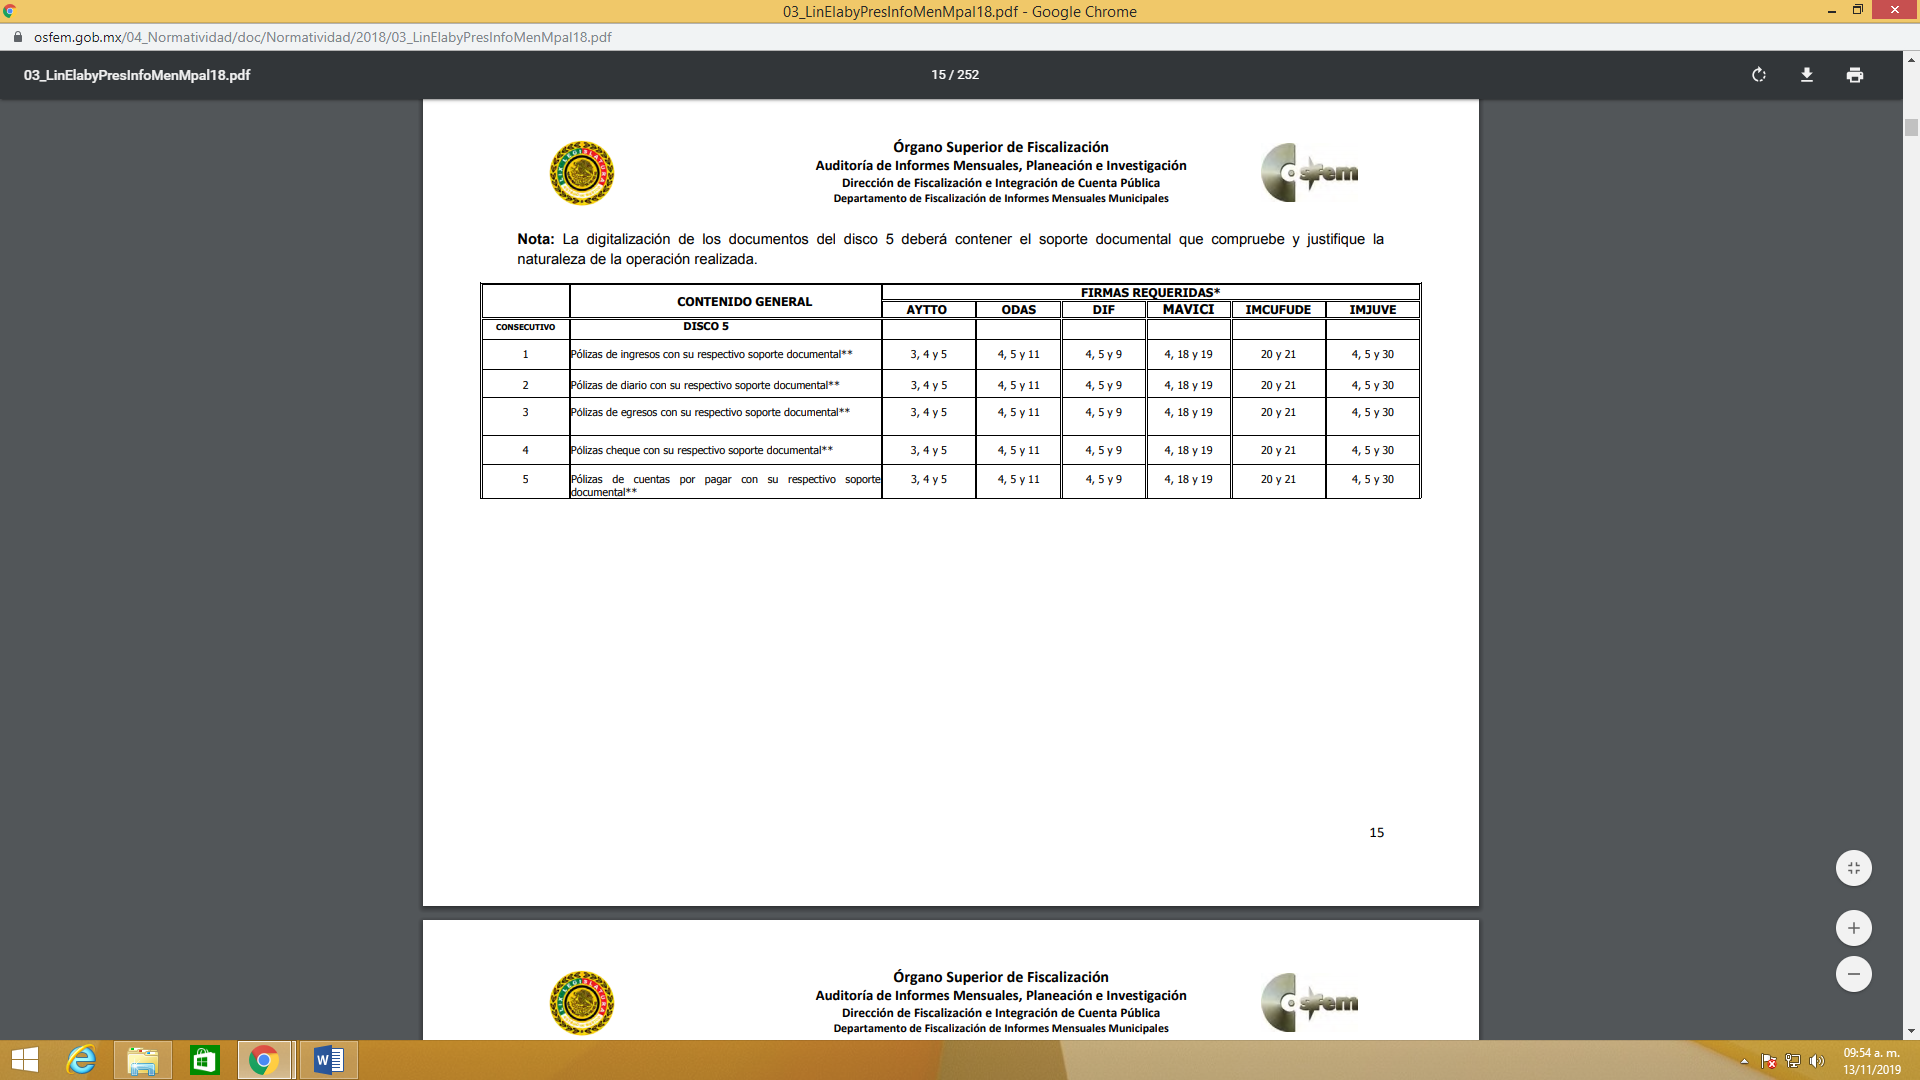 03_LinElabyPresInfoMenMpal18.pdf - Google Chrome
osfem.gob.mx/04_Normatividad/doc/Normatividad/2018/03_LinElabyPresInfoMenMpal18.pdf
03_LinElabyPresInfoMenMpal18.pdf 15 / 252
Órgano Superior de Fiscalización
Auditoría de Informes Mensuales, Planeación e Investigación
Dirección de Fiscalización e Integración de Cuenta Pública
Departamento de Fiscalización de Informes Mensuales Municipales
osfem
Nota: La digitalización de los documentos del disco 5 deberá contener el soporte documental que compruebe y justifique la
naturaleza de la operación realizada.
CONTENIDO GENERAL FIRMAS REQUERIDAS*
AYTTO ODAS DIF MAVICI IMCUFUDE IMJUVE
CONSECUTIVO DISCO 5
1 Pólizas de ingresos con su respectivo soporte documental** 3, 4 y 5 4, 5 y 11 4, 5 y 9 4, 18 y 19 20 y 21 4, 5 y 30
2 Pólizas de diario con su respectivo soporte documental** 3, 4 y 5 4, 5 y 11 4, 5 y 9 4, 18 y 19 20 y 21 4, 5 y 30
3 Pólizas de egresos con su respectivo soporte documental** 3, 4 y 5 4, 5 y 11 4, 5 y 9 4, 18 y 19 20 y 21 4, 5 y 30
4 Pólizas cheque con su respectivo soporte documental** 3, 4 y 5 4, 5 y 11 4, 5 y 9 4, 18 y 19 20 y 21 4, 5 y 30
5 Pólizas de cuentas por pagar con su respectivo soporte 3, 4 y 5 4, 5 y 11 4, 5 y 9 4, 18 y 19 20 y 21 4, 5 y 30
documental**
15
Órgano Superior de Fiscalización
Auditoría de Informes Mensuales, Planeación e Investigación
Dirección de Fiscalización e Integración de Cuenta Pública
Departamento de Fiscalización de Informes Mensuales Municipales
osfem
09:54 a. m.
13/11/2019